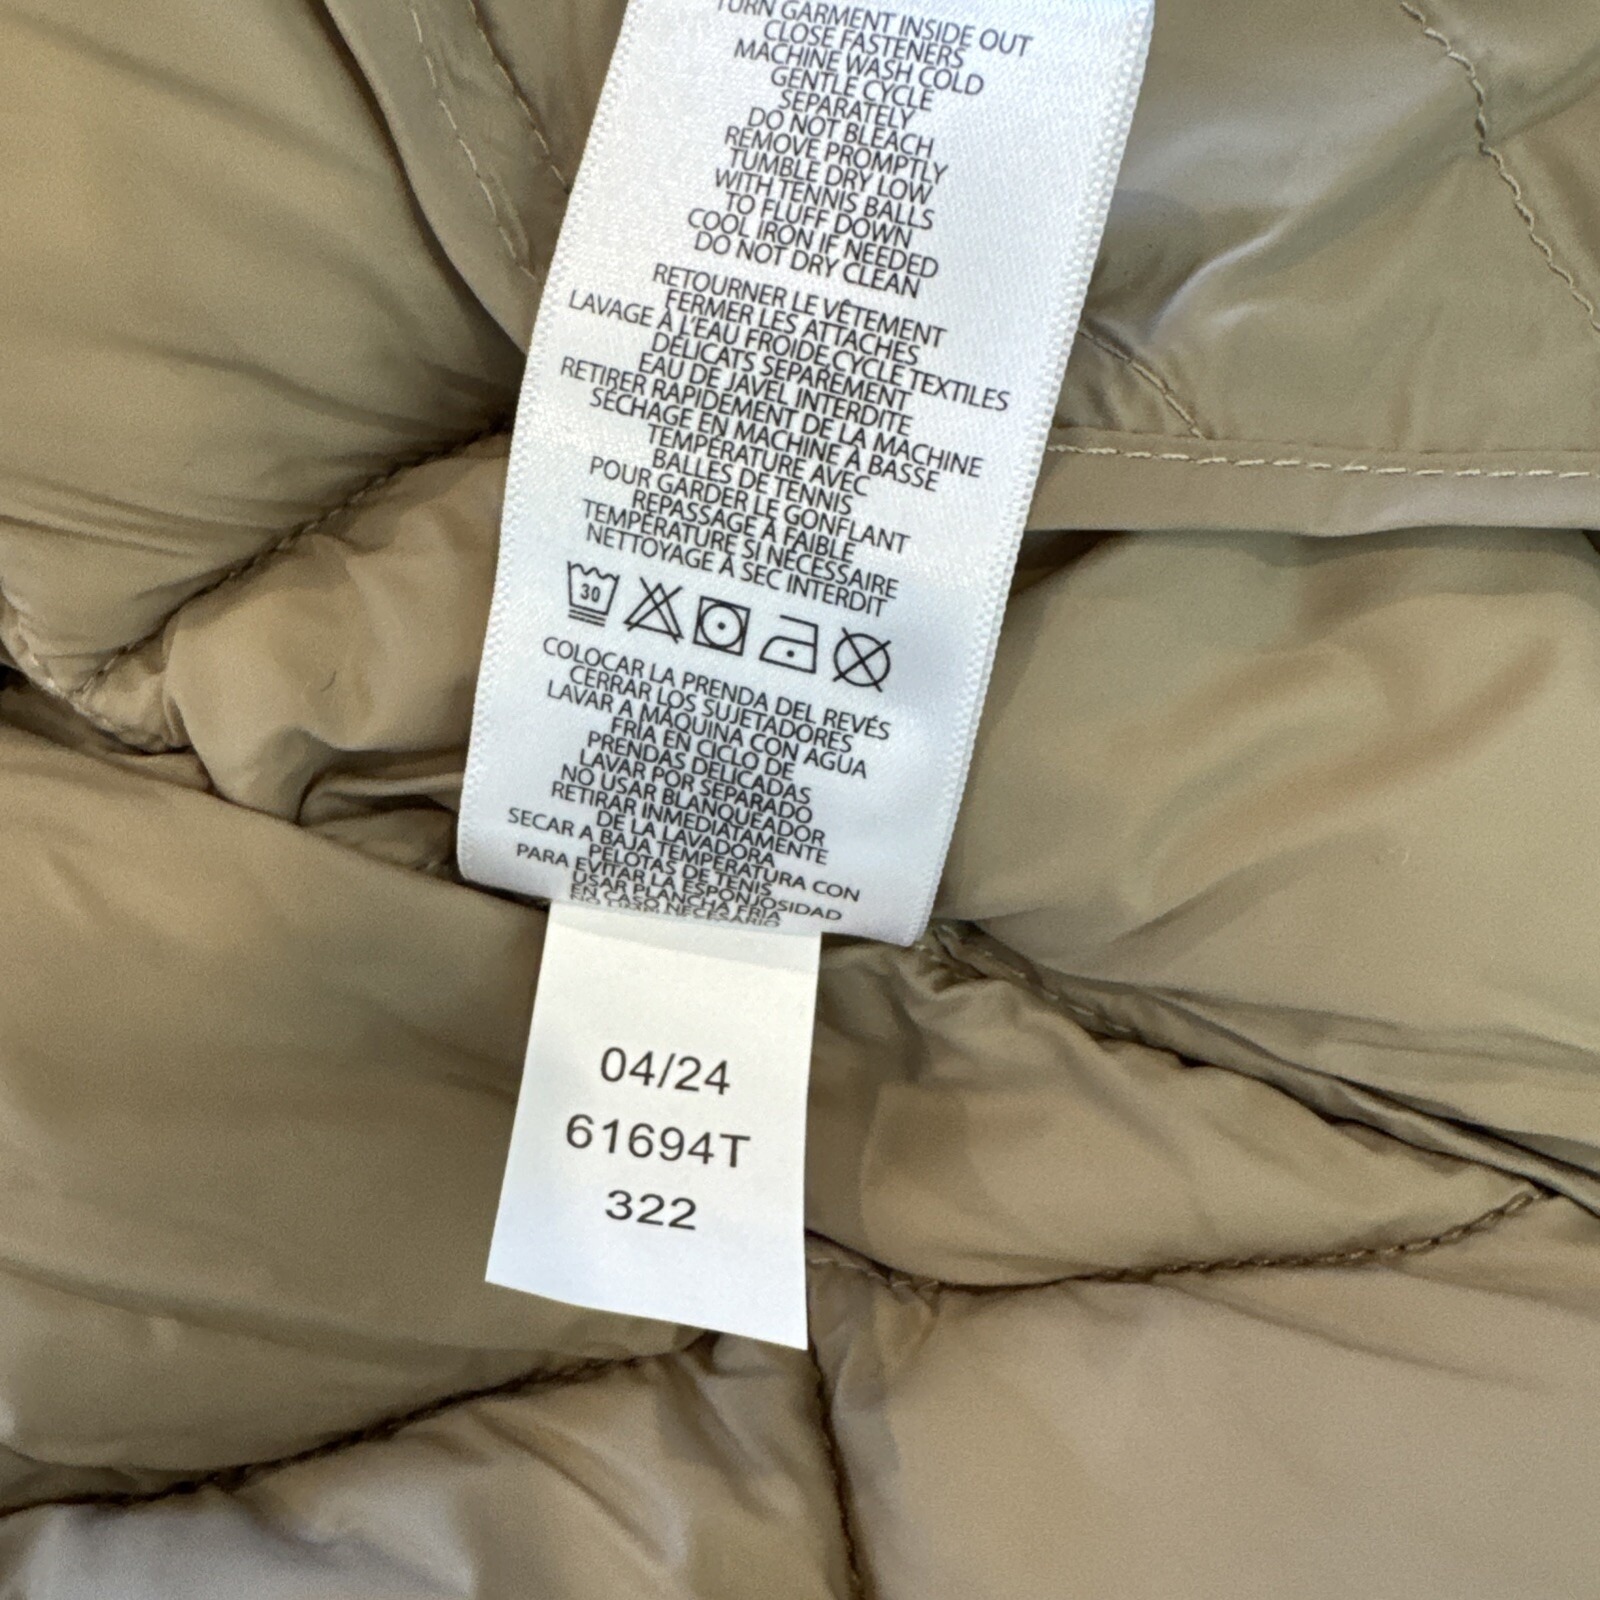 TURN GARMENT INSIDE OUT
CLOSE FASTENERS
MACHINE WASH COLD
GENTLE CYCLE
SEPARATELY
DO NOT BLEACH
REMOVE PROMPTLY
TUMBLE DRY LOW
WITH TENNIS BALLS
TO FLUFF DOWN
COOL IRON IF NEEDED
DO NOT DRY CLEAN
RETOURNER LE VÊTEMENT
FERMER LES ATTACHES
LAVAGE À L'EAU FROIDE,CYCLE TEXTILES
DÉLICATS SEPAREMENT
EAU DE JAVEL INTERDITE
RETIRER RAPIDEMENT DE LA MACHINE
SÉCHAGE EN MACHINE À BASSE
TEMPÉRATURE AVEC
BALLES DE TENNIS
POUR GARDER LE GONFLANT
REPASSAGE À FAIBLE
TEMPÉRATURE SI NÉCESSAIRE
NETTOYAGE À SEC INTERDIT
30
COLOCAR LA PRENDA DEL REVÉS
CERRAR LOS SUJETADORES
LAVAR A MÁQUINA CON AGUA
FRÍA EN CICLO DE
PRENDAS DELICADAS
LAVAR POR SEPARADO
NO USAR BLANQUEADOR
RETIRAR INMEDIATAMENTE
DE LA LAVADORA
SECAR A BAJA TEMPERATURA CON
PELOTAS DE TENIS
PARA EVITAR LA ESPONJOSIDAD
USAR PLANCHA FRÍA
EN CASO NECESARIO
04/24
61694T
322